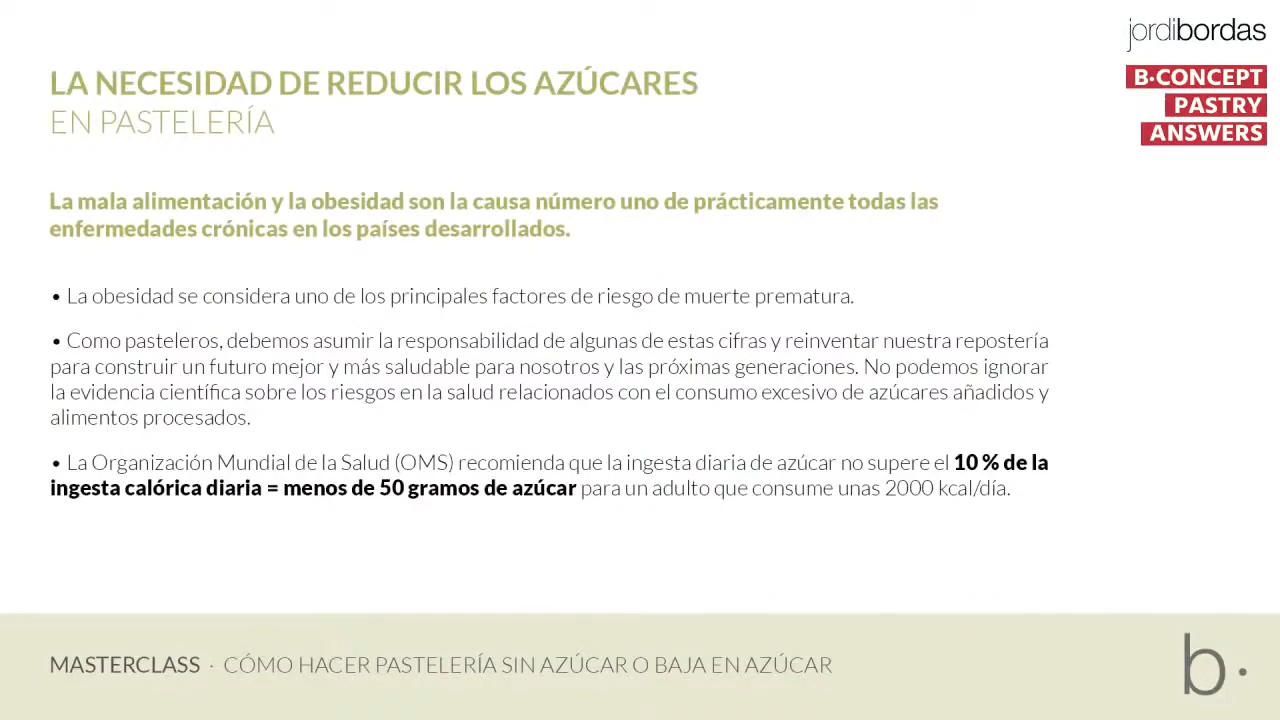 jordibordas
B·CONCEPT
PASTRY
ANSWERS
LA NECESIDAD DE REDUCIR LOS AZÚCARES
EN PASTELERÍA
La mala alimentación y la obesidad son la causa número uno de prácticamente todas las
enfermedades crónicas en los países desarrollados.
• La obesidad se considera uno de los principales factores de riesgo de muerte prematura.
• Como pasteleros, debemos asumir la responsabilidad de algunas de estas cifras y reinventar nuestra repostería
para construir un futuro mejor y más saludable para nosotros y las próximas generaciones. No podemos ignorar
la evidencia científica sobre los riesgos en la salud relacionados con el consumo excesivo de azúcares añadidos y
alimentos procesados.
• La Organización Mundial de la Salud (OMS) recomienda que la ingesta diaria de azúcar no supere el 10 % de la
ingesta calórica diaria = menos de 50 gramos de azúcar para un adulto que consume unas 2000 kcal/día.
MASTERCLASS · CÓMO HACER PASTELERÍA SIN AZÚCAR O BAJA EN AZÚCAR
b·